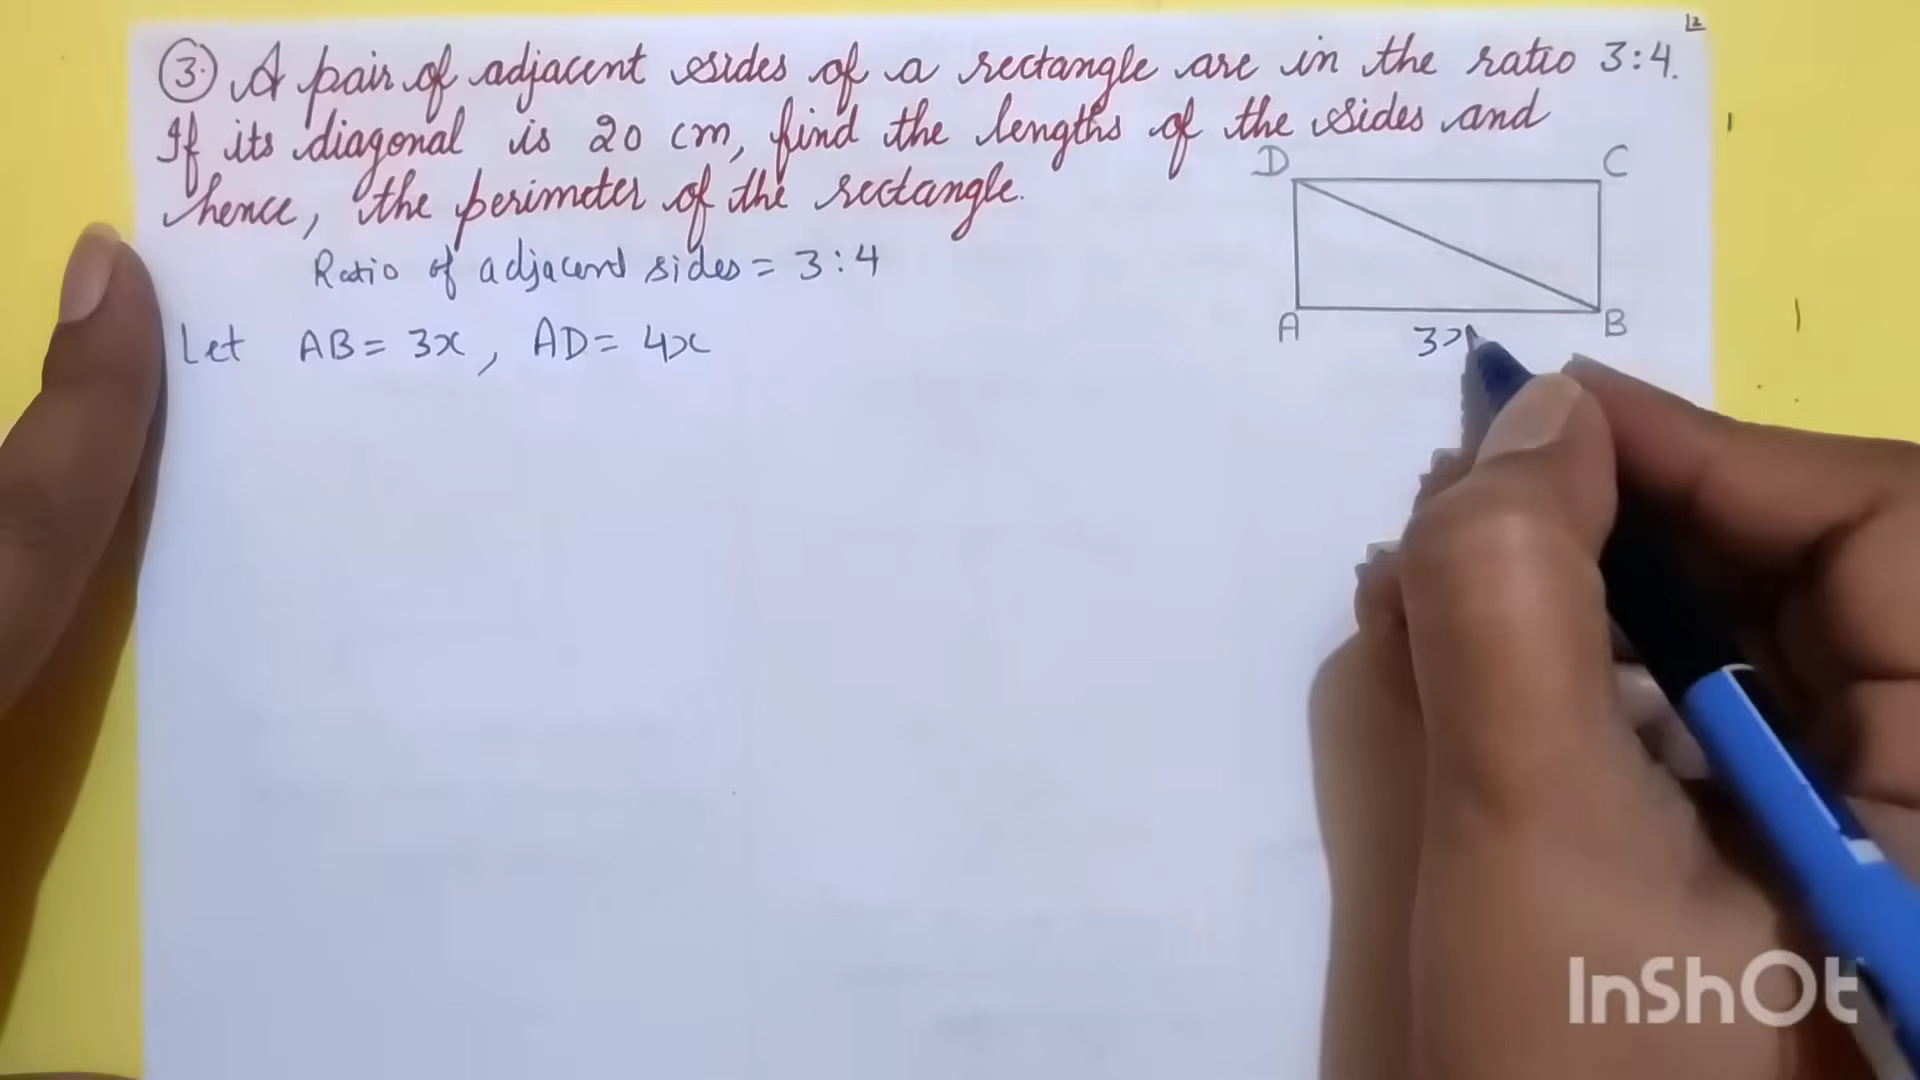 ③ A pair of adjacent sides of a rectangle are in the ratio 3:4.
If its diagonal is 20 cm, find the lengths of the sides and
hence, the perimeter of the rectangle.
D C
Ratio of adjacent sides = 3:4
A B
Let AB = 3x, AD = 4x
3x
InShOt